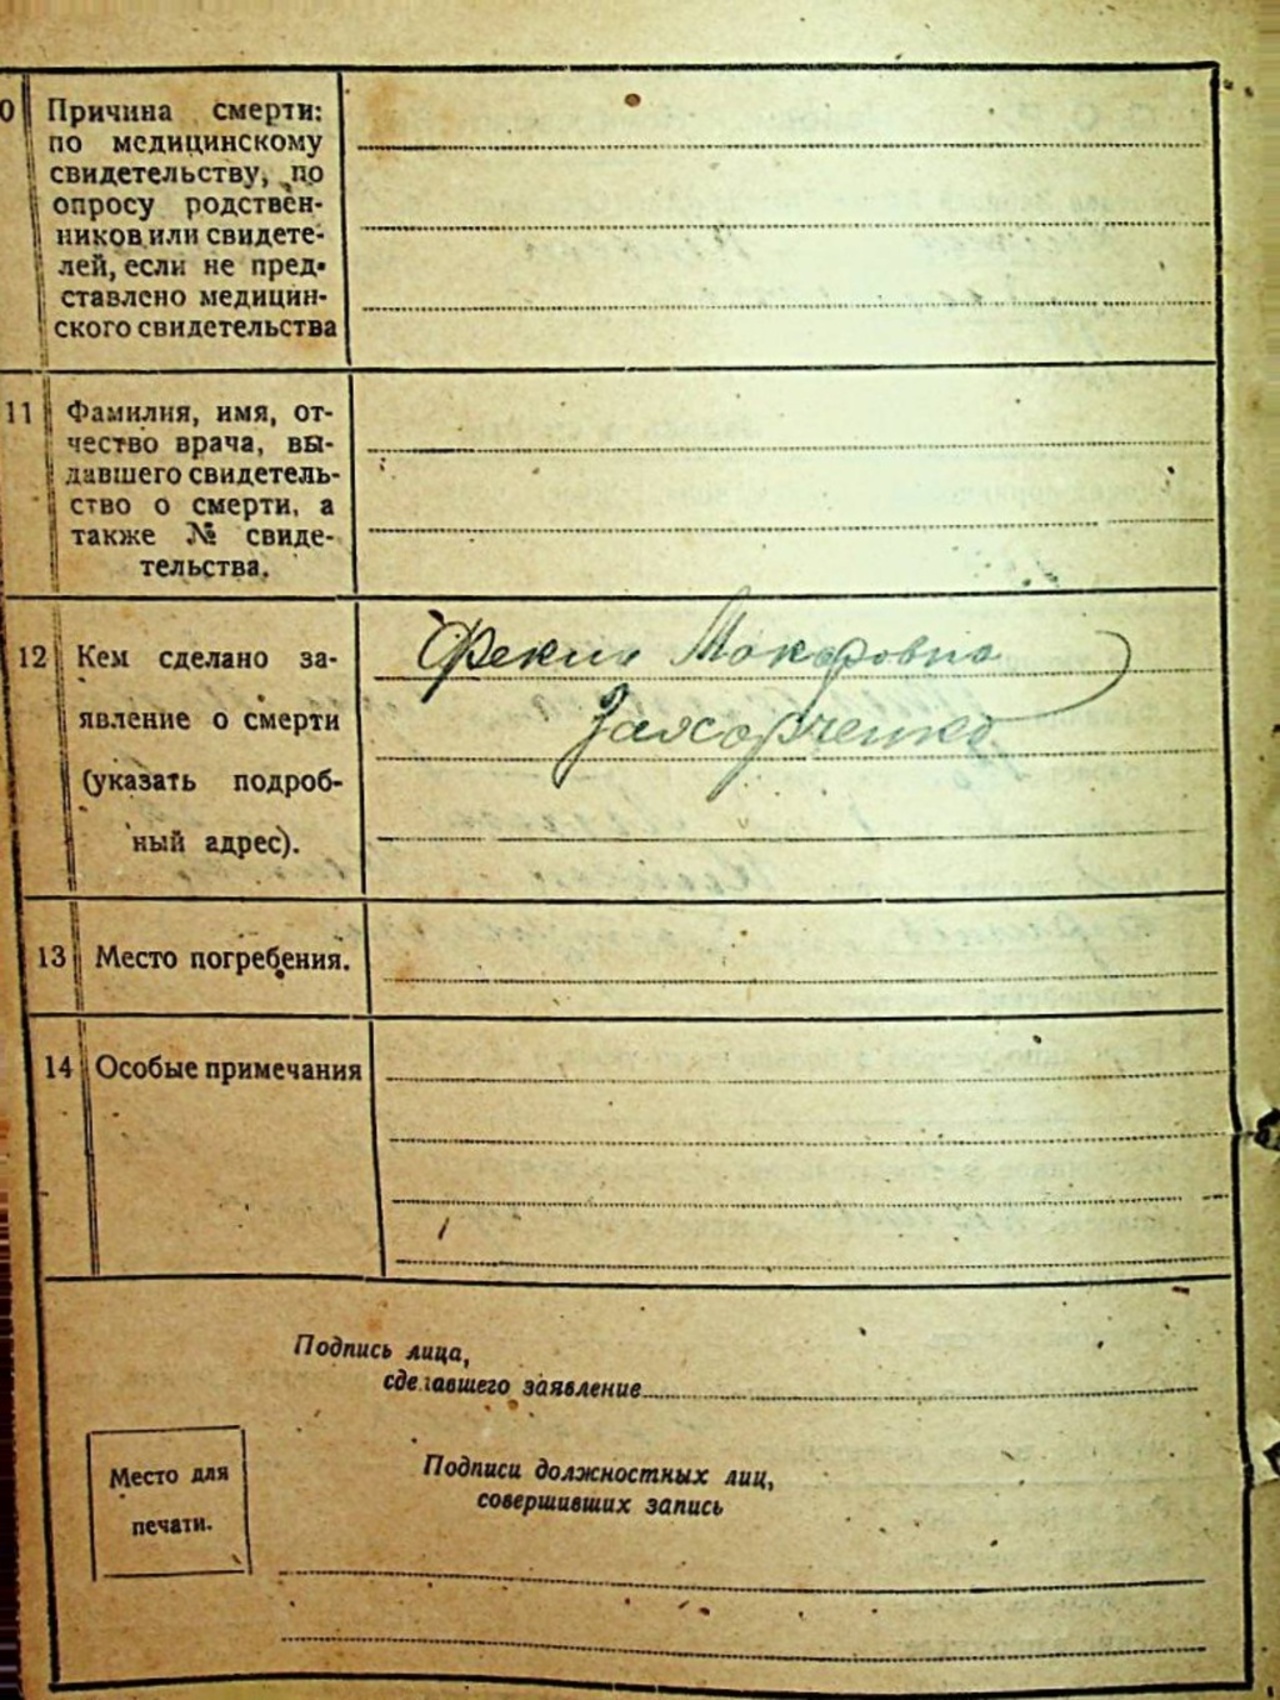 0
Причина смерти:
по медицинскому
свидетельству, по
опросу родствен-
ников или свидете-
лей, если не пред-
ставлено медицин-
ского свидетельства
11
Фамилия, имя, от-
чество врача, вы-
давшего свидетель-
ство о смерти, а
также № свиде-
тельства.
12
Кем сделано за-
явление о смерти
(указать подроб-
ный адрес).
Макаровна
Захарченко
13 Место погребения.
14 Особые примечания
Подпись лица,
сделавшего заявление
Место для
печати.
Подписи должностных лиц,
совершивших запись